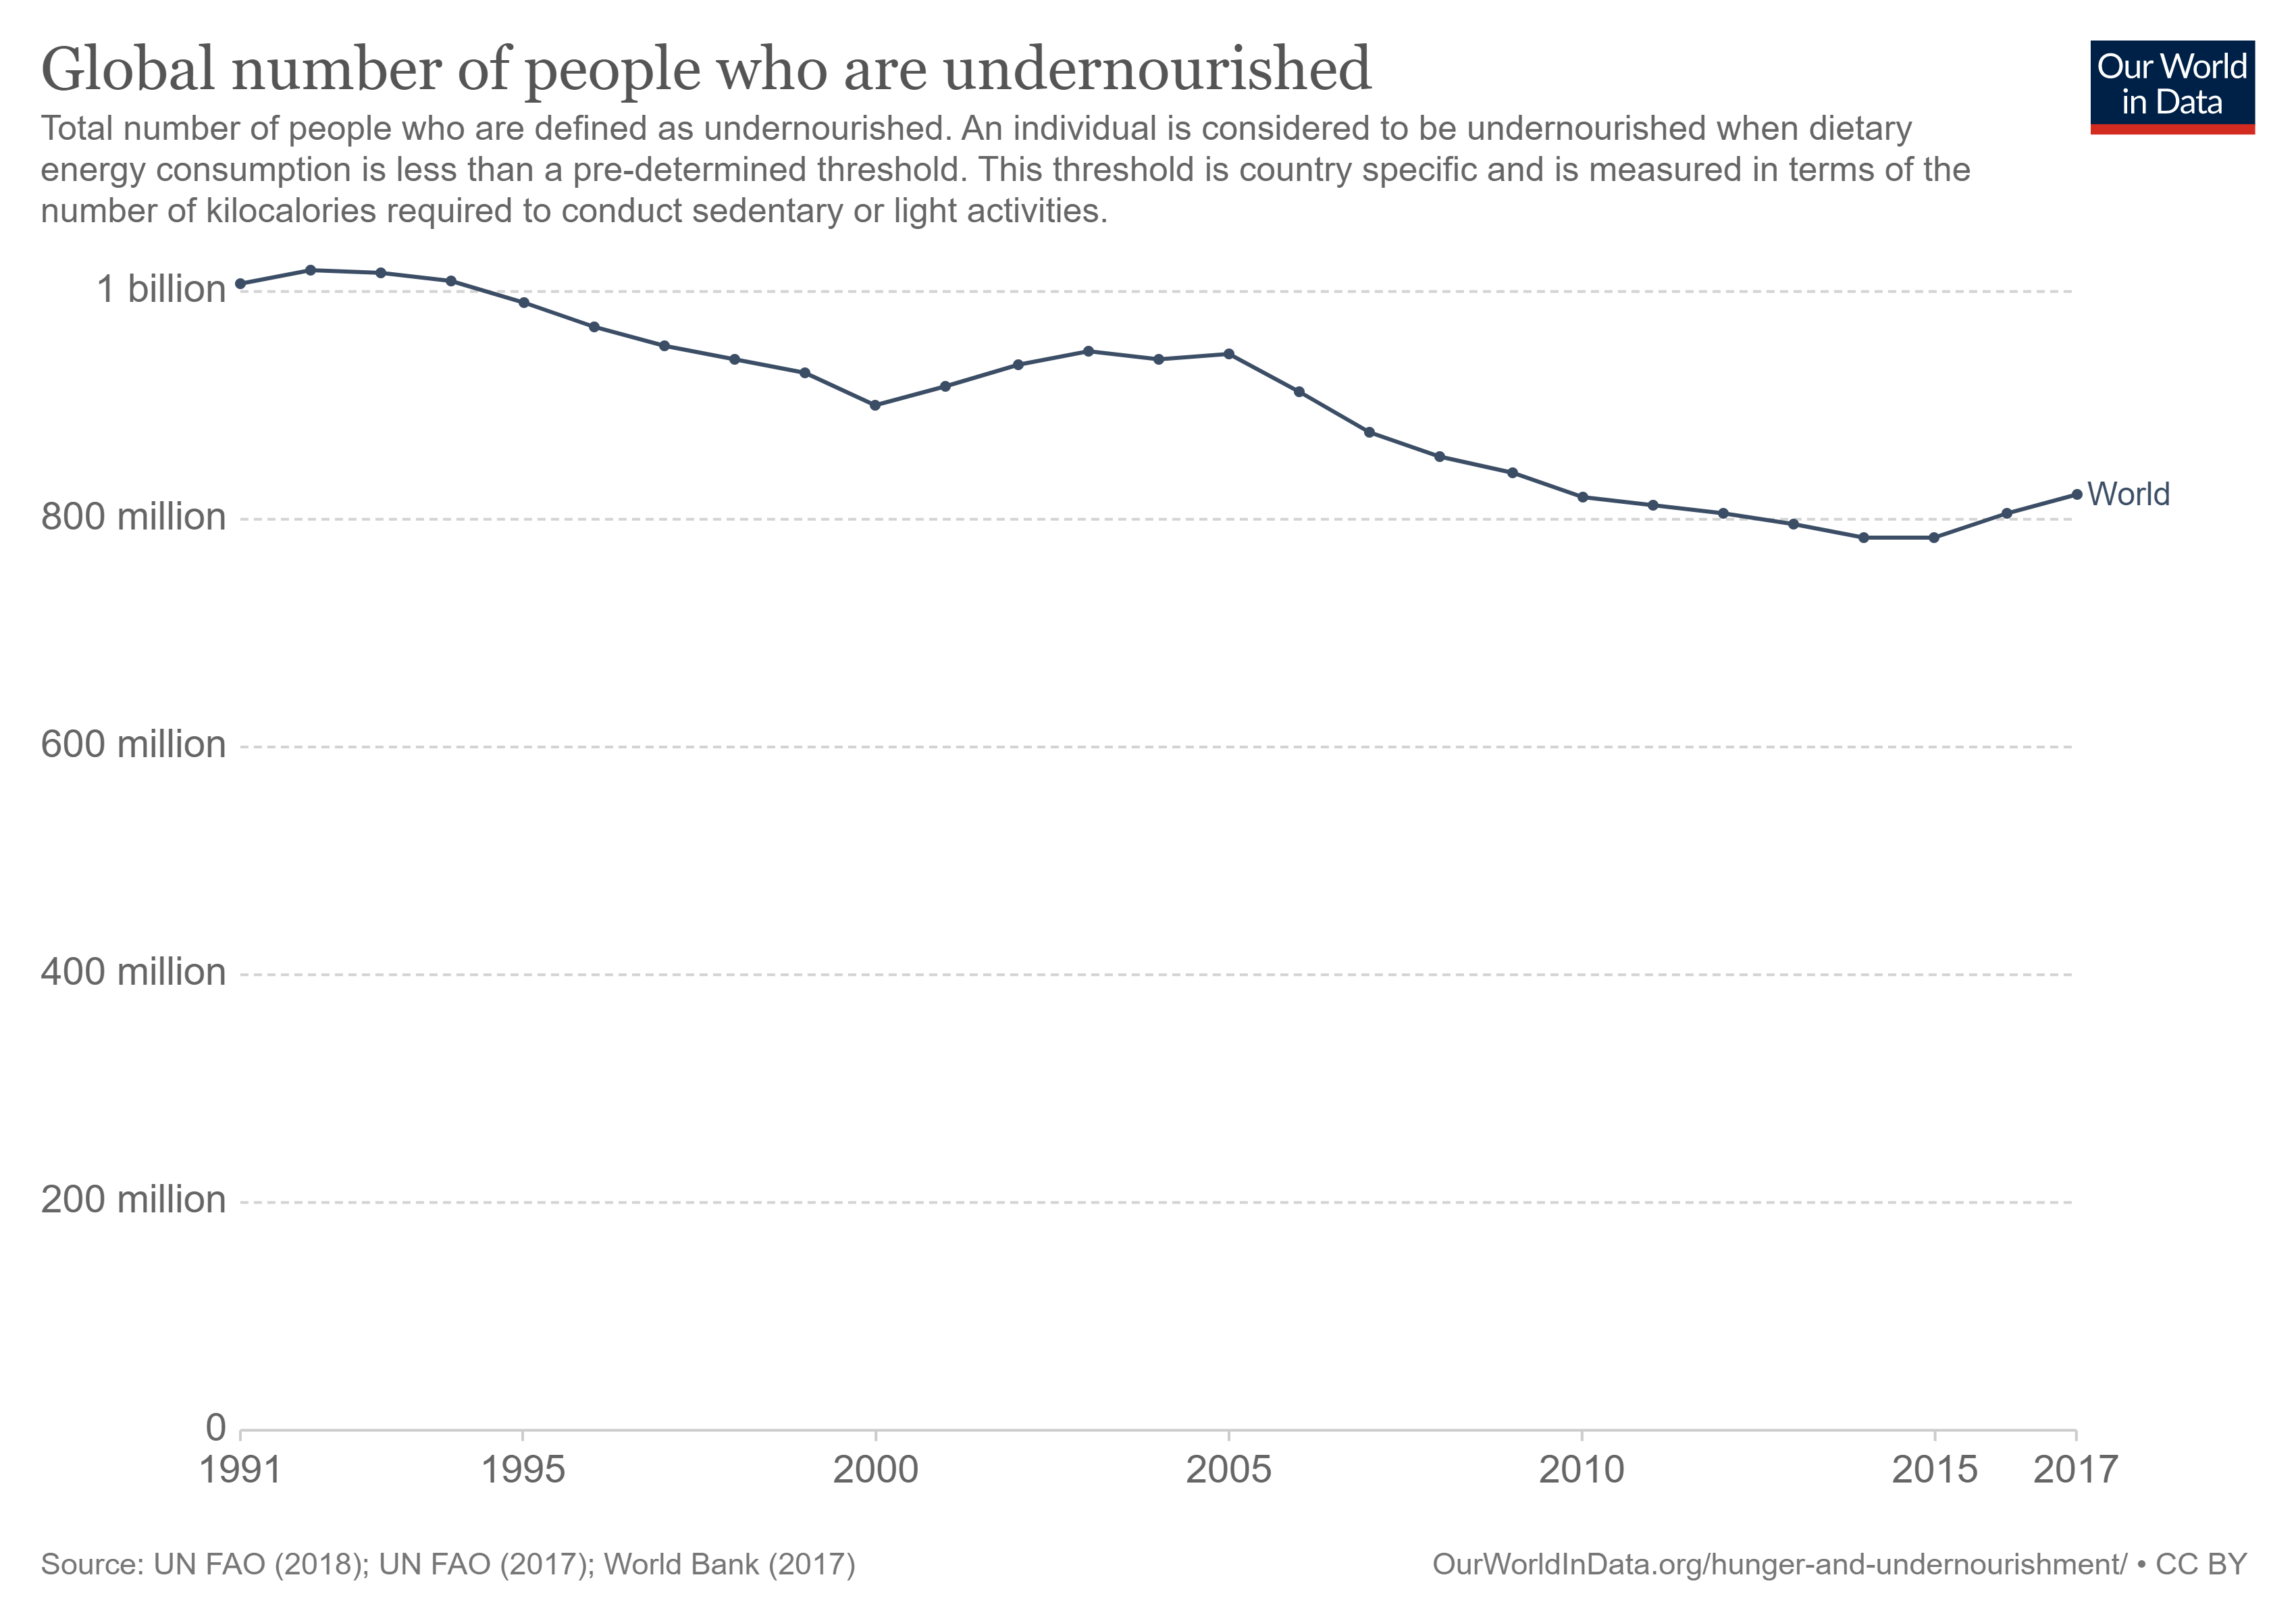 Global number of people who are undernourished
Our World
in Data
Total number of people who are defined as undernourished. An individual is considered to be undernourished when dietary
energy consumption is less than a pre-determined threshold. This threshold is country specific and is measured in terms of the
number of kilocalories required to conduct sedentary or light activities.
1 billion
800 million
World
600 million
400 million
200 million
0
1991 1995 2000 2005 2010 2015 2017
Source: UN FAO (2018); UN FAO (2017); World Bank (2017)
OurWorldInData.org/hunger-and-undernourishment/ • CC BY